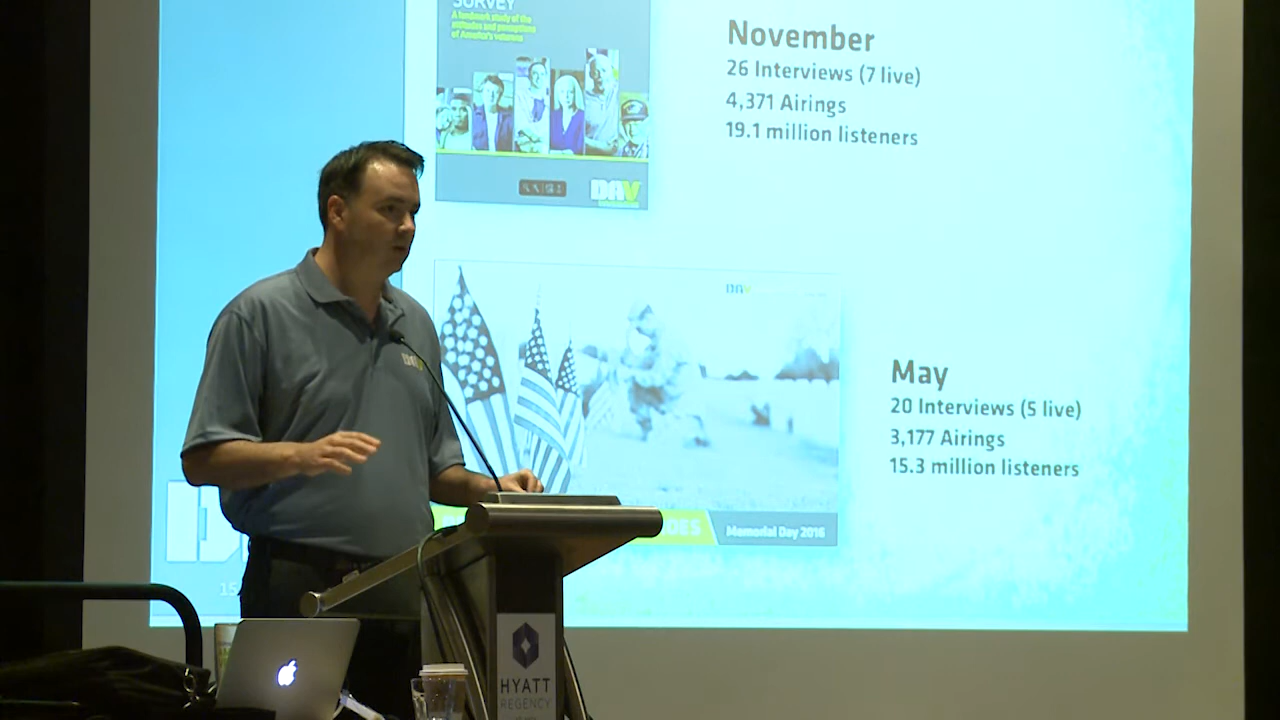 SURVEY
A landmark study of the
attitudes and perceptions
of America's veterans
DAV
November
26 Interviews (7 live)
4,371 Airings
19.1 million listeners
DAV
May
20 Interviews (5 live)
3,177 Airings
15.3 million listeners
Memorial Day 2016
DAV
15
HYATT
REGENCY